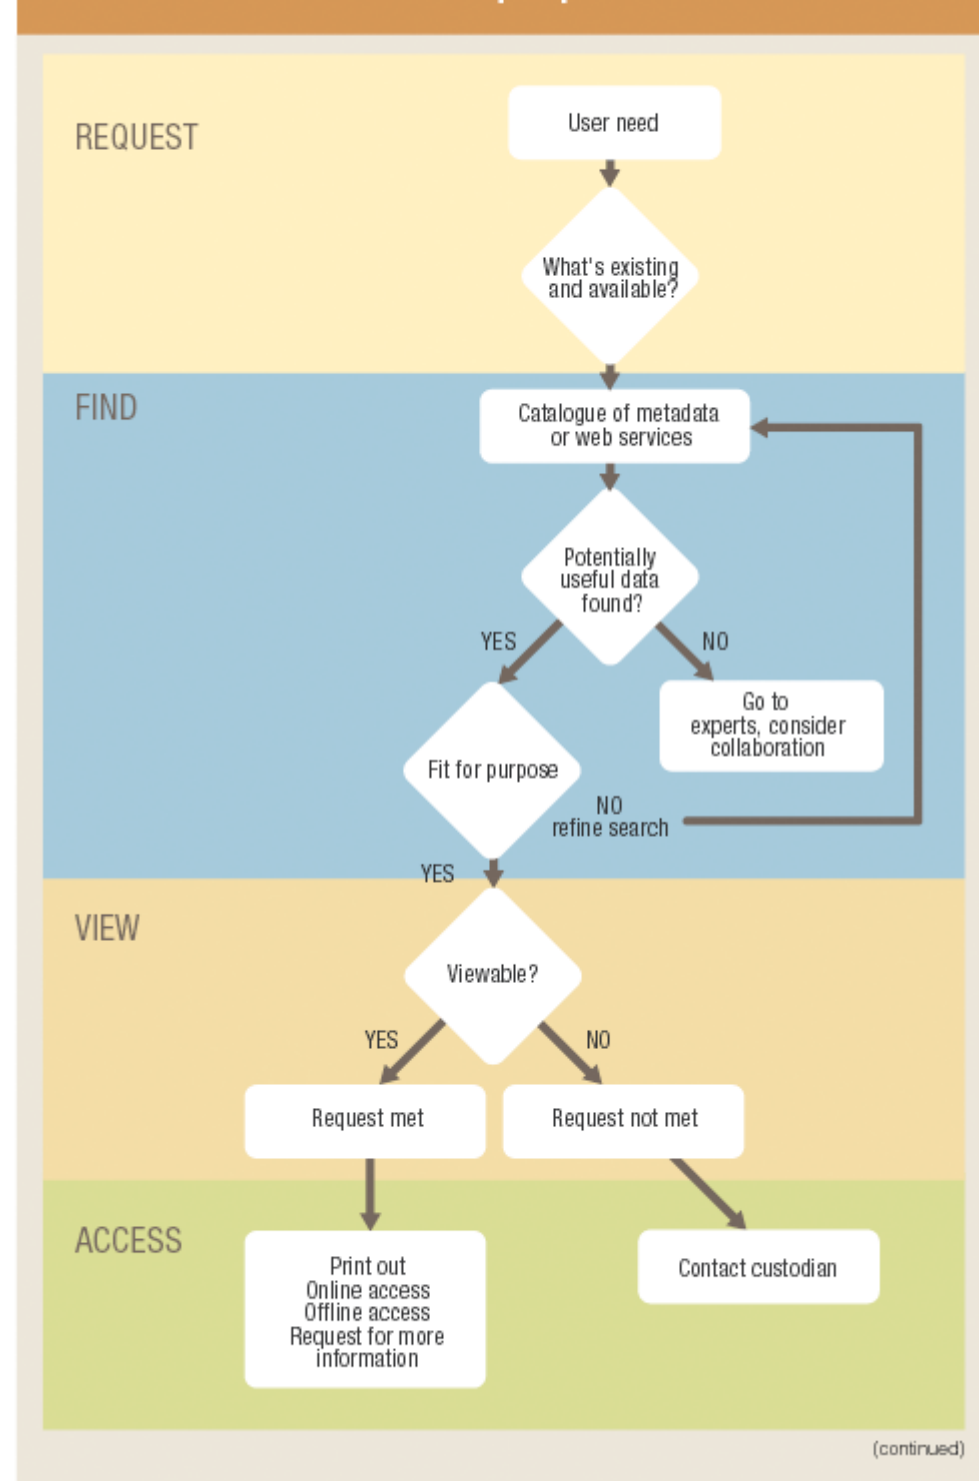 REQUEST
User need
What's existing
and available?
FIND
Catalogue of metadata
or web services
Potentially
useful data
found?
YES
NO
Go to
experts, consider
collaboration
Fit for purpose
NO
refine search
YES
VIEW
Viewable?
YES
NO
Request met
Request not met
ACCESS
Print out
Online access
Offline access
Request for more
information
Contact custodian
(continued)